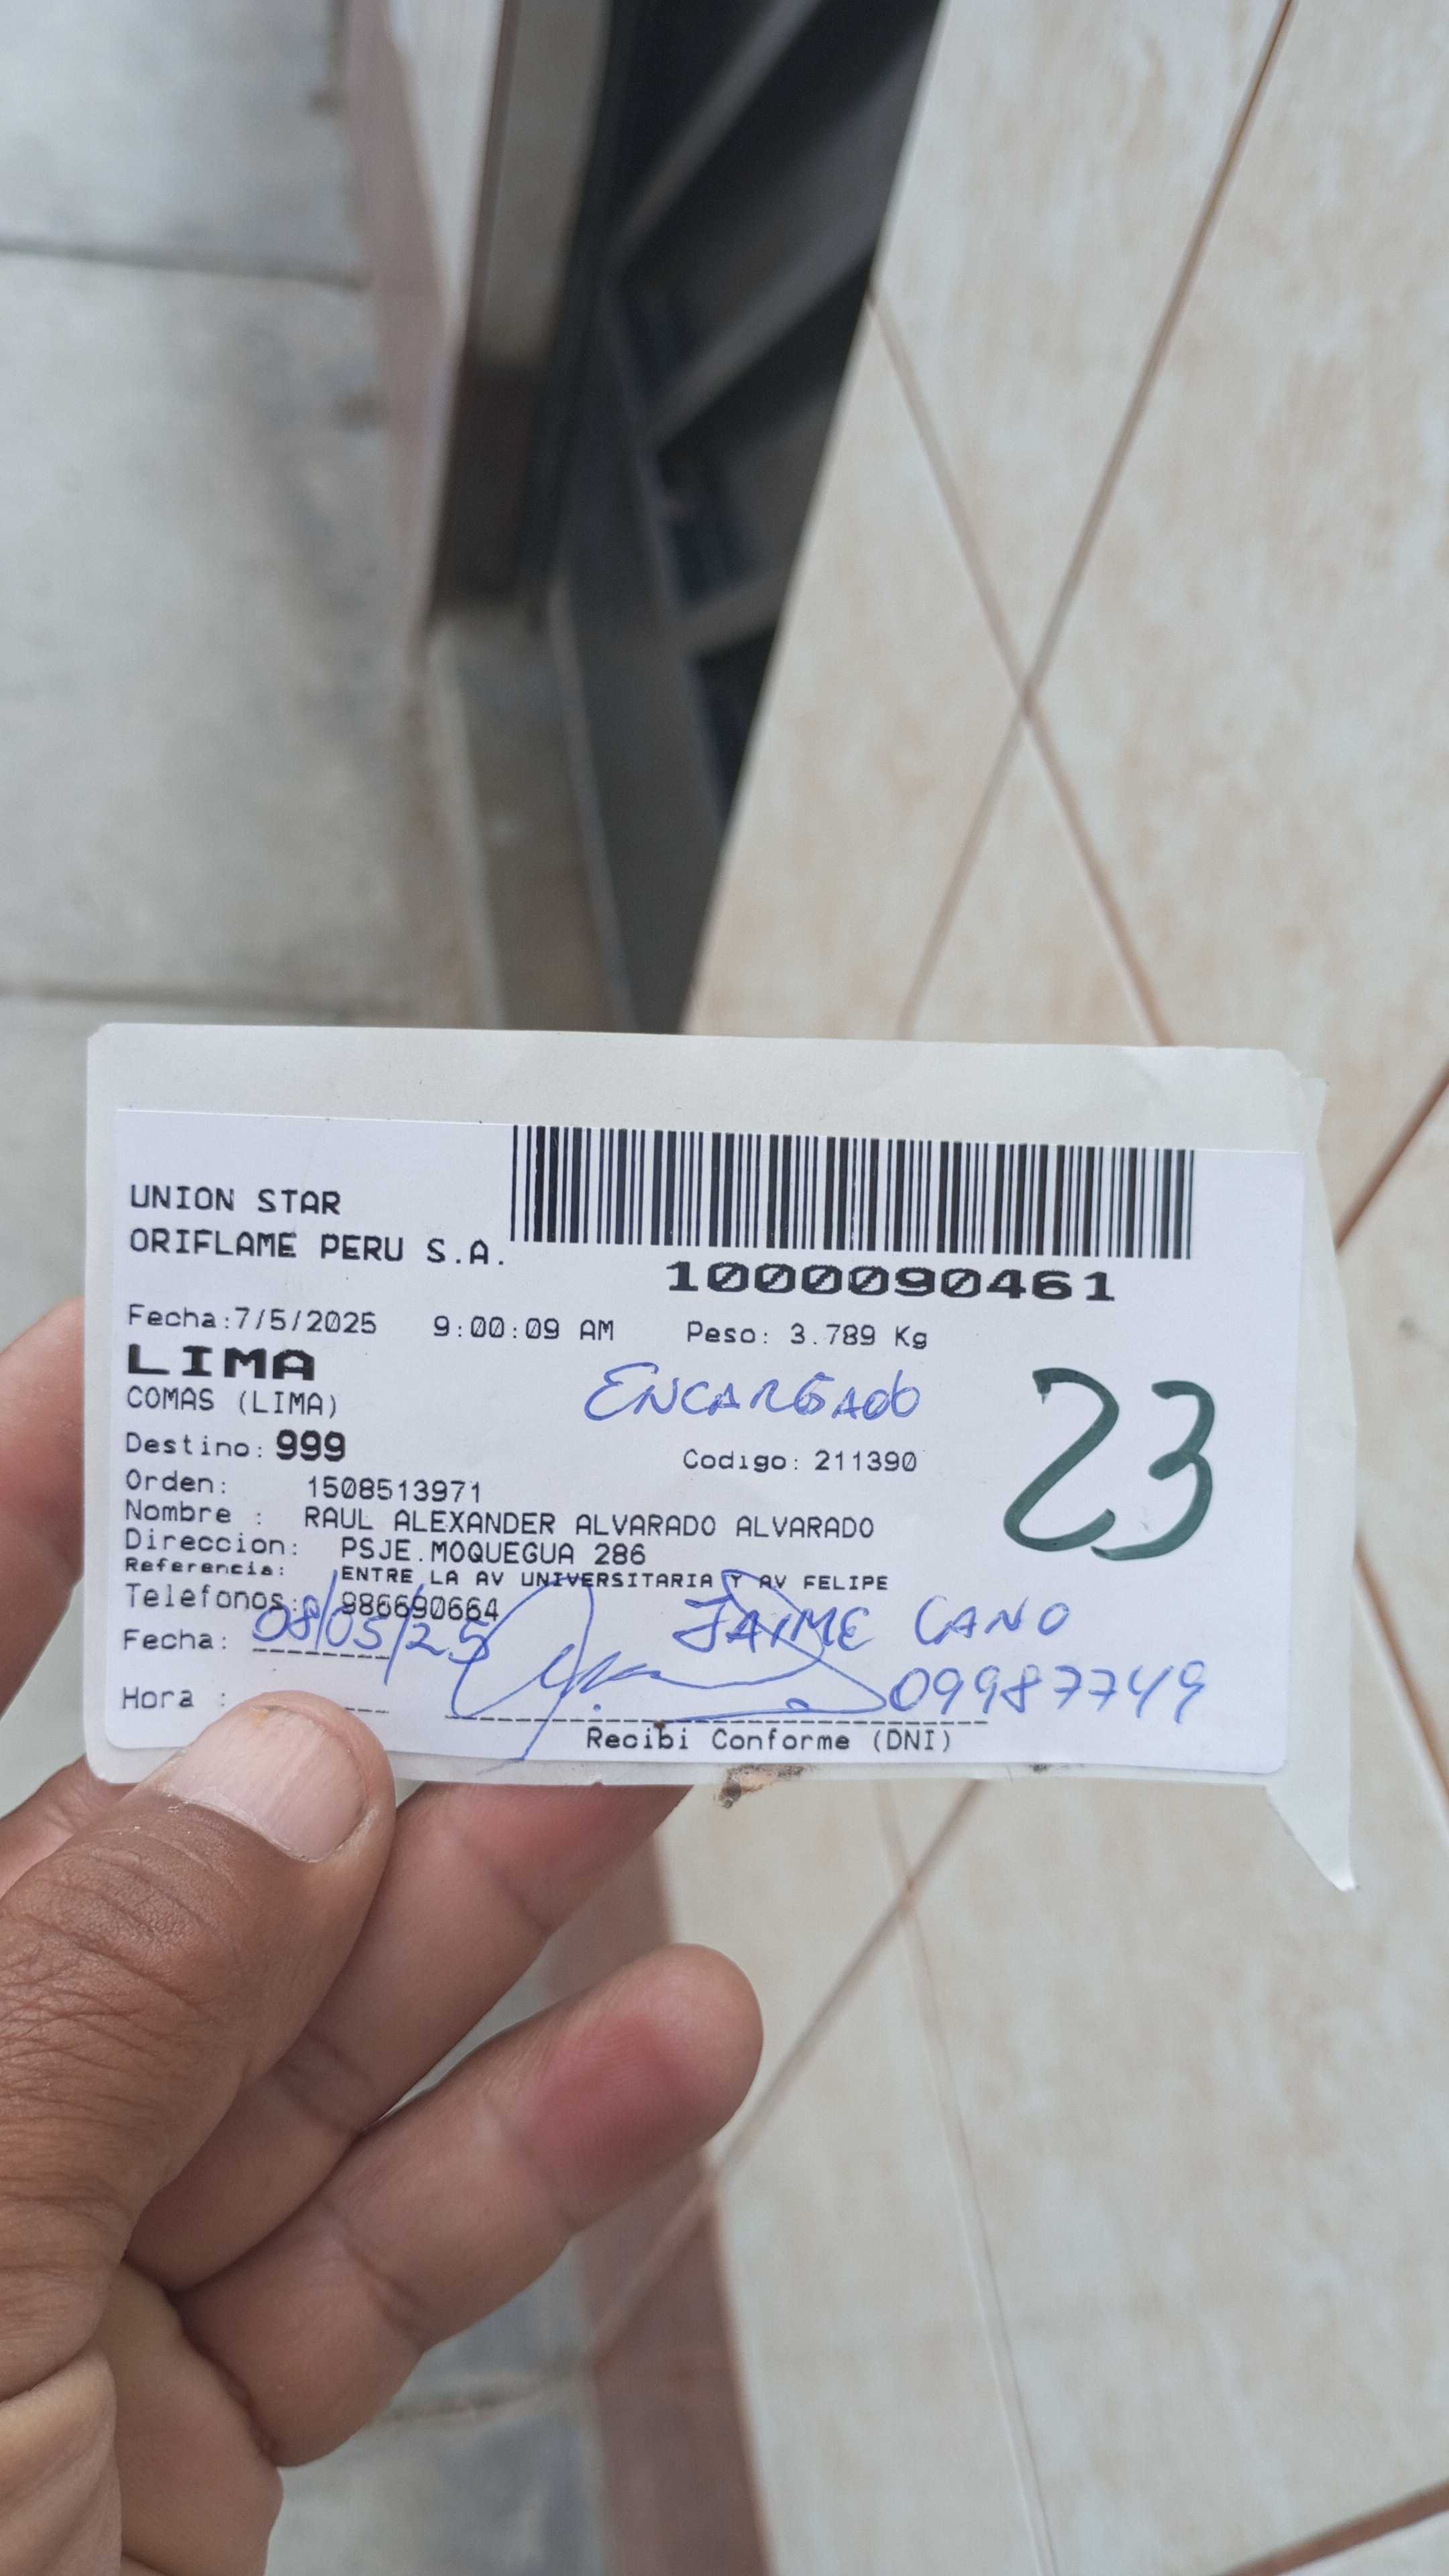 UNION STAR
ORIFLAME PERU S.A.
1000090461
Fecha:7/5/2025 9:00:09 AM Peso: 3.789 Kg
LIMA
ENCARGADO
COMAS (LIMA)
23
Destino: 999
Codigo: 211390
Orden: 1508513971
Nombre : RAUL ALEXANDER ALVARADO ALVARADO
Direccion: PSJE.MOQUEGUA 286
Referencia: ENTRE LA AV UNIVERSITARIA Y AV FELIPE
Telefonos: 986690664
JAIME CANO
Fecha: 08/05/25
09987749
Hora :
Recibi Conforme (DNI)